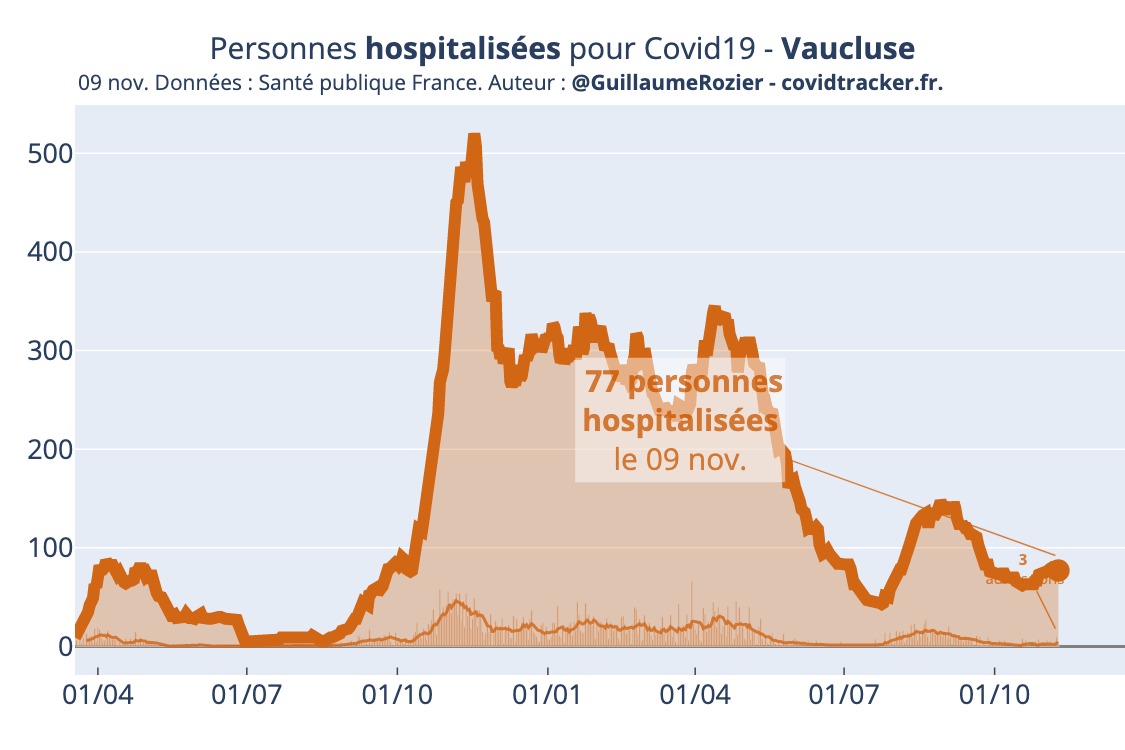 Personnes hospitalisées pour Covid19 - Vaucluse
09 nov. Données : Santé publique France. Auteur : @GuillaumeRozier - covidtracker.fr.
500
400
300
200
100
0
77 personnes
hospitalisées
le 09 nov.
3
01/04
01/07
01/10
01/01
01/04
01/07
01/10